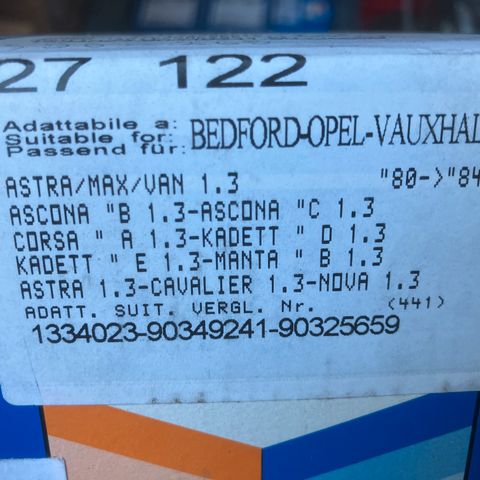 27 122
Adattabile a:
Suitable for: BEDFORD-OPEL-VAUXHAL
Passend für:
ASTRA/MAX/VAN 1.3 "80->"84
ASCONA "B 1.3-ASCONA "C 1.3
CORSA " A 1.3-KADETT " D 1.3
KADETT " E 1.3-MANTA " B 1.3
ASTRA 1.3-CAVALIER 1.3-NOVA 1.3
ADATT. SUIT. VERGL. Nr. (441)
1334023-90349241-90325659